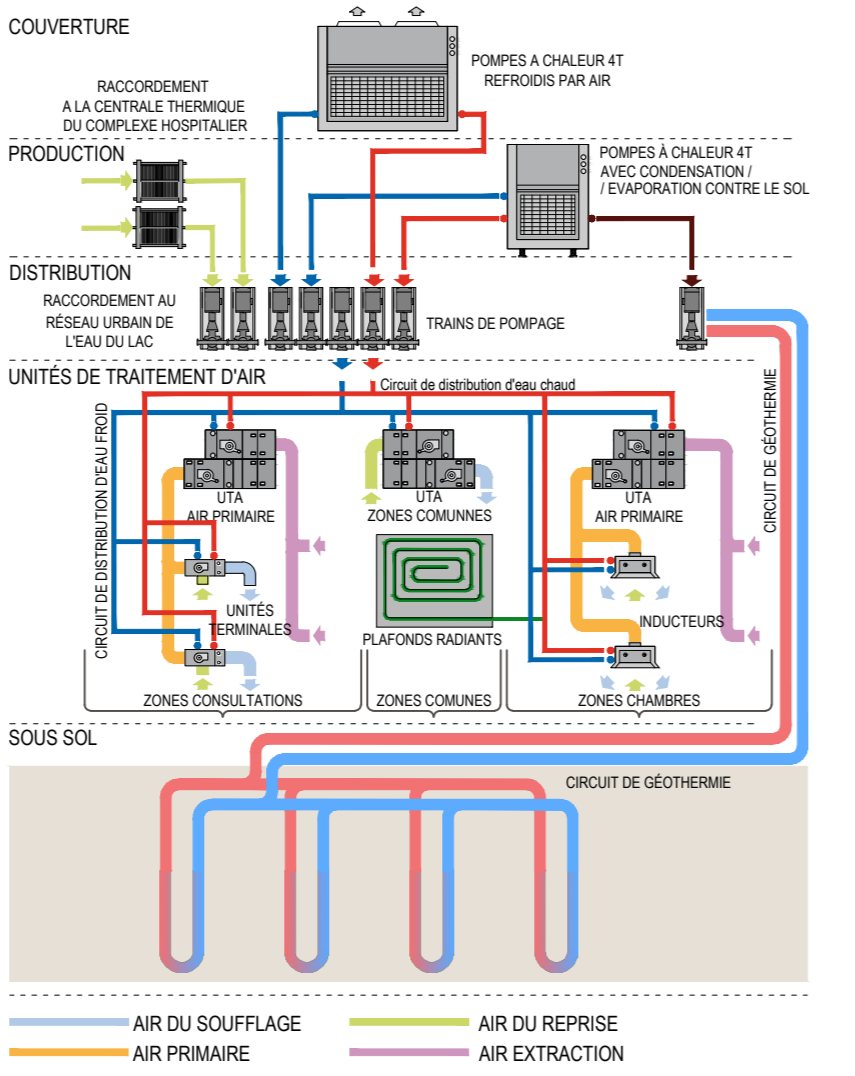 COUVERTURE
POMPES A CHALEUR 4T
REFROIDIS PAR AIR
RACCORDEMENT
A LA CENTRALE THERMIQUE
DU COMPLEXE HOSPITALIER
PRODUCTION
POMPES À CHALEUR 4T
AVEC CONDENSATION /
/ EVAPORATION CONTRE LE SOL
DISTRIBUTION
RACCORDEMENT AU
RÉSEAU URBAIN DE
L'EAU DU LAC
TRAINS DE POMPAGE
UNITÉS DE TRAITEMENT D'AIR
Circuit de distribution d'eau chaud
CIRCUIT DE DISTRIBUTION D'EAU FROID
CIRCUIT DE GÉOTHERMIE
UTA
AIR PRIMAIRE
UTA
ZONES COMUNNES
UTA
AIR PRIMAIRE
UNITÉS
TERMINALES
PLAFONDS RADIANTS
INDUCTEURS
ZONES CONSULTATIONS
ZONES COMUNES
ZONES CHAMBRES
SOUS SOL
CIRCUIT DE GÉOTHERMIE
AIR DU SOUFFLAGE
AIR DU REPRISE
AIR PRIMAIRE
AIR EXTRACTION